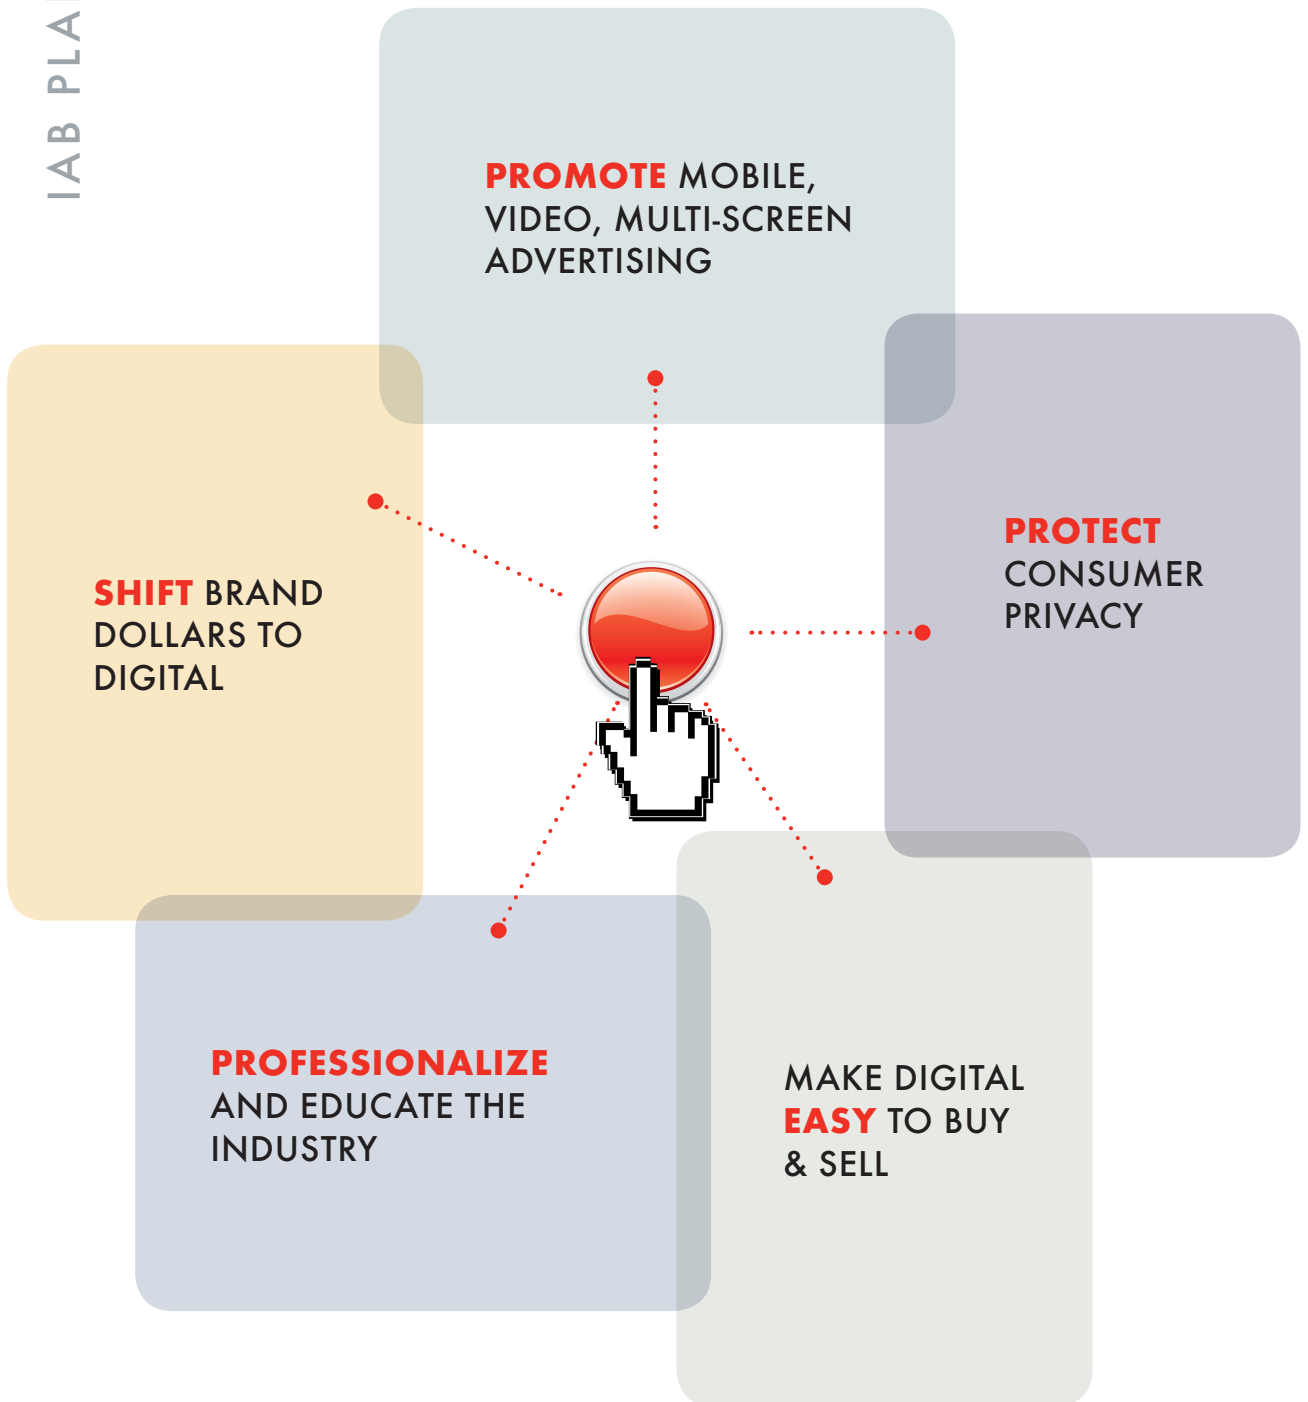 IAB
PROMOTE MOBILE,
VIDEO, MULTI-SCREEN
ADVERTISING
SHIFT BRAND
DOLLARS TO
DIGITAL
PROTECT
CONSUMER
PRIVACY
PROFESSIONALIZE
AND EDUCATE THE
INDUSTRY
MAKE DIGITAL
EASY TO BUY
& SELL